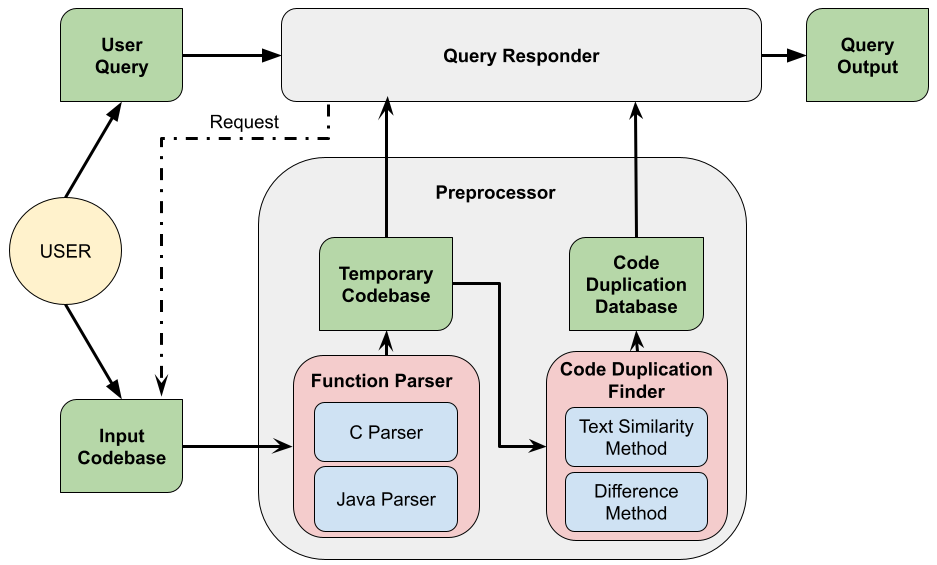 User
Query
Query Responder
Query
Output
Request
Preprocessor
USER
Temporary
Codebase
Code
Duplication
Database
Function Parser
C Parser
Java Parser
Code Duplication
Finder
Text Similarity
Method
Difference
Method
Input
Codebase